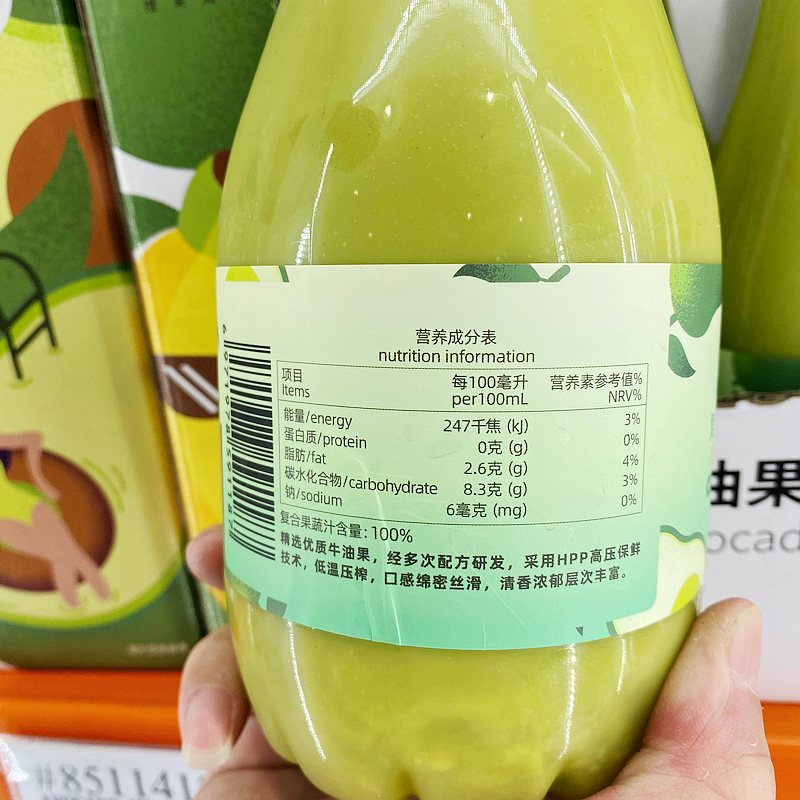 营养成分表
nutrition information
项目 每100毫升 营养素参考值%
Items per100mL NRV%
能量/energy 247千焦 (kJ) 3%
蛋白质/protein 0克 (g) 0%
脂肪/fat 2.6克 (g) 4%
碳水化合物/carbohydrate 8.3克 (g) 3%
钠/sodium 6毫克 (mg) 0%
复合果蔬汁含量：100%
精选优质牛油果，经多次配方研发，采用HPP高压保鲜
技术，低温压榨，口感绵密丝滑，清香浓郁层次丰富。
6971978591187
油果
ocad
#851141